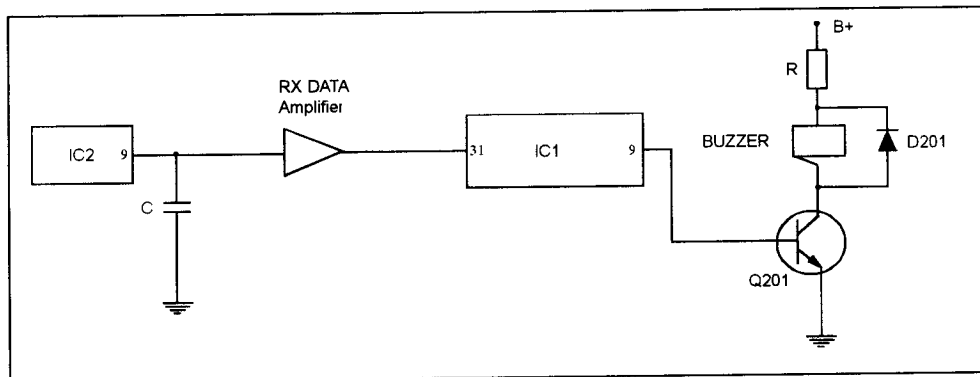 B+
R
RX DATA
Amplifier
BUZZER
D201
IC2
9
31
IC1
9
C
Q201